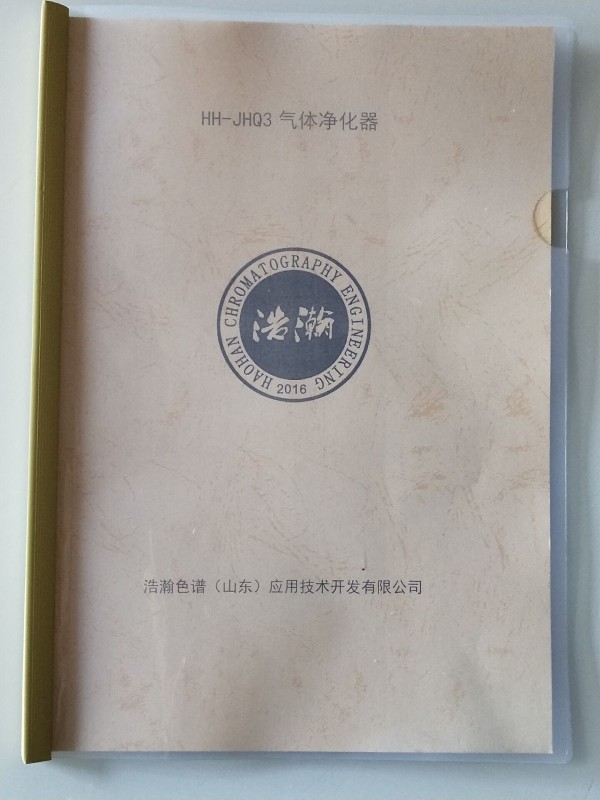 HH-JHQ3 气体净化器
HAOHAN CHROMATOGRAPHY ENGINEERING
浩瀚
2016
浩瀚色谱（山东）应用技术开发有限公司